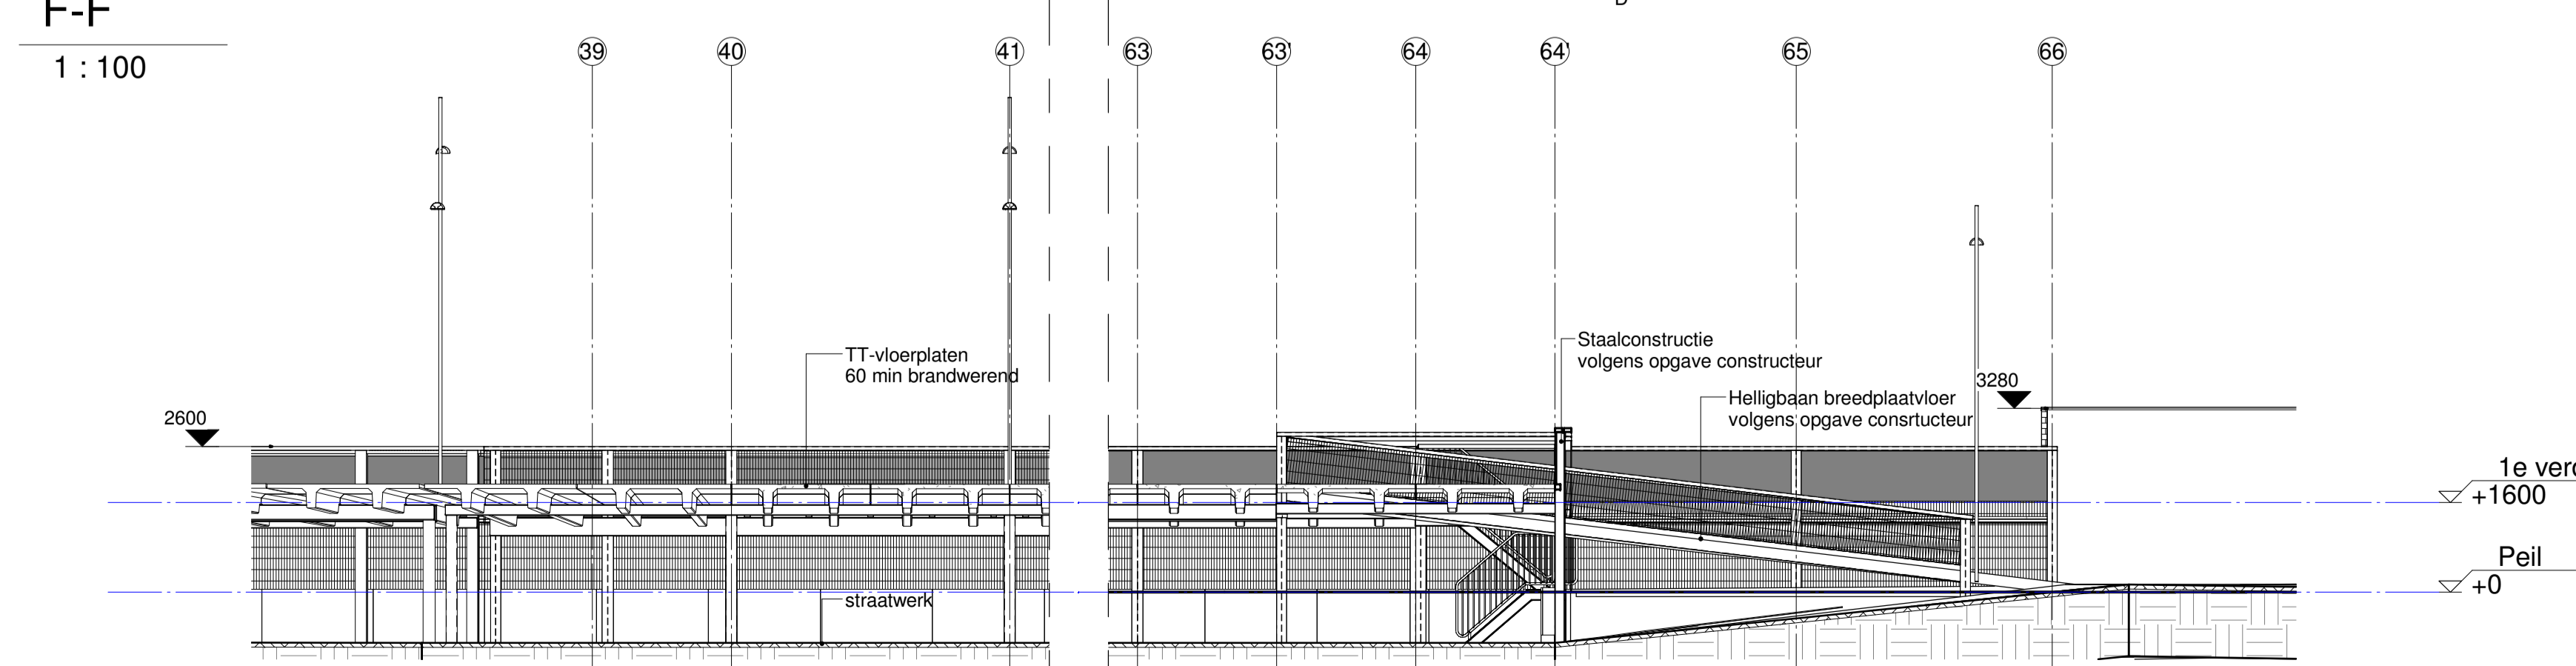 F-F
1 : 100
39
40
41
63
63'
64
64'
65
66
TT-vloerplaten
60 min brandwerend
Staalconstructie
volgens opgave constructeur
3280
Helligbaan breedplaatvloer
volgens opgave consrtucteur
2600
1e verd
+1600
Peil
+0
straatwerk